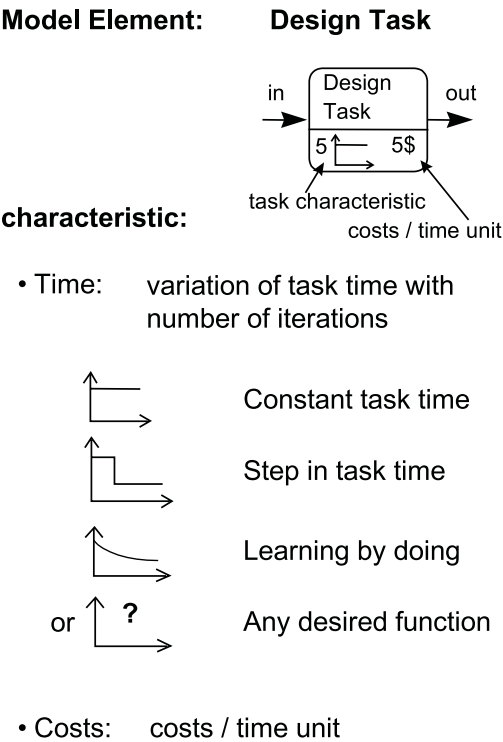 Model Element: Design Task
in
Design
Task
out
5
5$
task characteristic
costs / time unit
characteristic:
• Time: variation of task time with
number of iterations
Constant task time
Step in task time
Learning by doing
or ? Any desired function
• Costs: costs / time unit